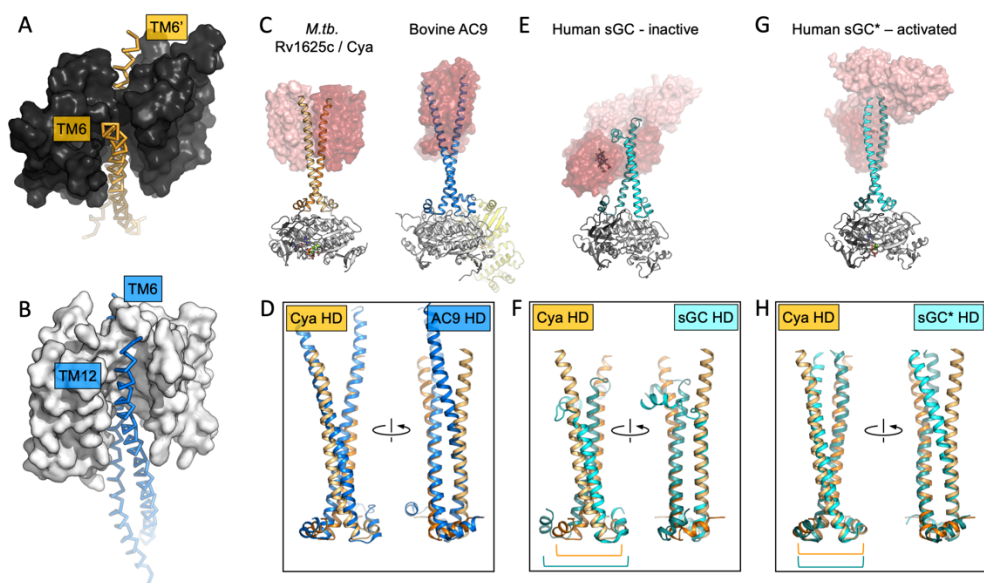 A
TM6'
TM6
B
TM6
TM12
C
M.tb.
Rv1625c / Cya
Bovine AC9
D
Cya HD
AC9 HD
E
Human sGC - inactive
F
Cya HD
sGC HD
G
Human sGC* – activated
H
Cya HD
sGC* HD